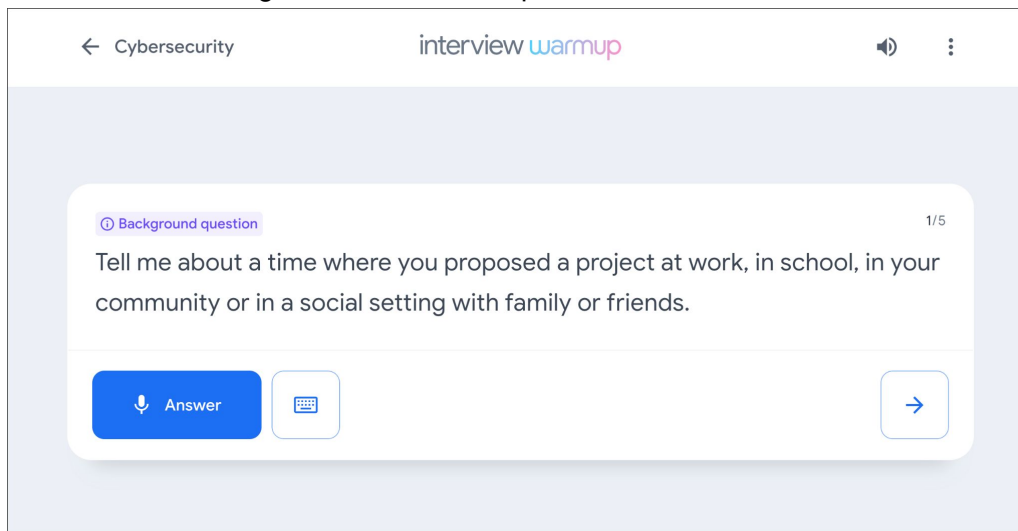 Cybersecurity
interview warmup
Background question
1/5
Tell me about a time where you proposed a project at work, in school, in your
community or in a social setting with family or friends.
Answer